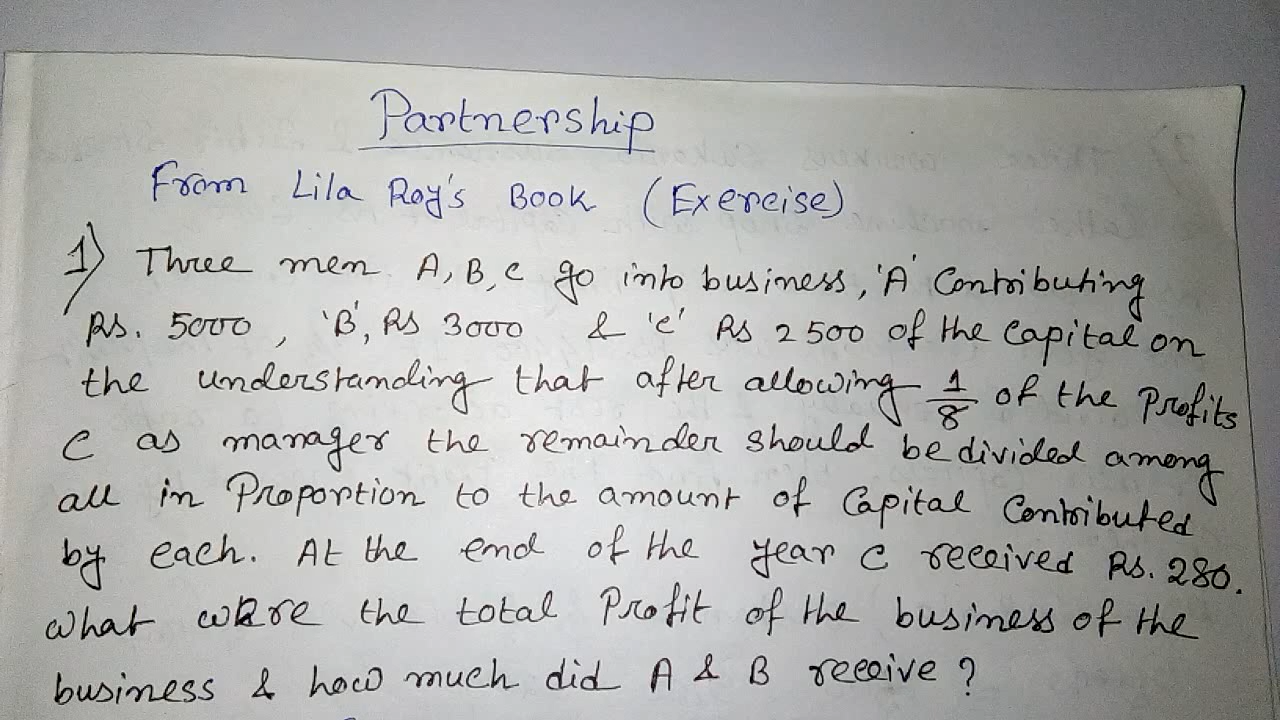 Partnership
From Lila Roy's Book (Exercise)
1) Three men A, B, C go into business, 'A' Contributing
Rs. 5000, 'B', Rs 3000 & 'C' Rs 2500 of the Capital on
the understanding that after allowing 1/8 of the Profits
C as manager the remainder should be divided among
all in Proportion to the amount of Capital Contributed
by each. At the end of the year C received Rs. 280.
What were the total Profit of the business of the
business & how much did A & B receive?